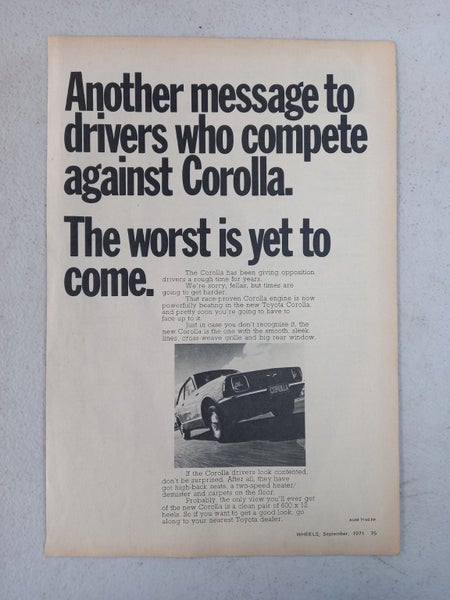 Another message to
drivers who compete
against Corolla.
The worst is yet to
come.
The Corolla has been giving opposition
drivers a rough time for years.
We're sorry, fellas, but times are
going to get harder.
That race-proven Corolla engine is now
powerfully beating in the new Toyota Corolla,
and pretty soon you're going to have to
face up to it.
Just in case you don't recognise it, the
new Corolla is the one with the smooth, sleek
lines, cross-weave grille and big rear window.
COROLLA
If the Corolla drivers look contented,
don't be surprised. After all, they have
got high-back seats, a two-speed heater/
demister and carpets on the floor.
Probably, the only view you'll ever get
of the new Corolla is a clean pair of 600 x 12
heels. So if you want to get a good look, go
along to your nearest Toyota dealer.
WHEELS, September, 1971 75